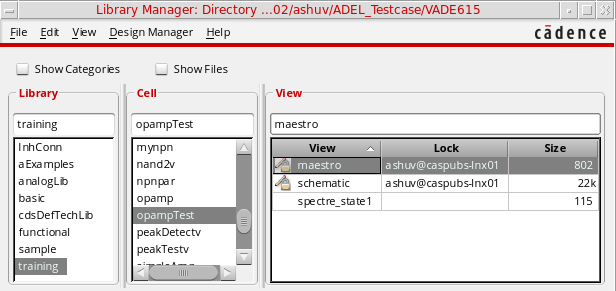 Library Manager: Directory ...02/ashuv/ADEL_Testcase/VADE615
File Edit View Design Manager Help
cādence
Show Categories Show Files
Library Cell View
training opampTest maestro
View Lock Size
InhConn
aExamples
analogLib
basic
cdsDefTechLib
functional
sample
training
mynpn
nand2v
npnpar
opamp
opampTest
peakDetectv
peakTestv
maestro ashuv@caspubs-lnx01 802
schematic ashuv@caspubs-lnx01 22k
spectre_state1 115